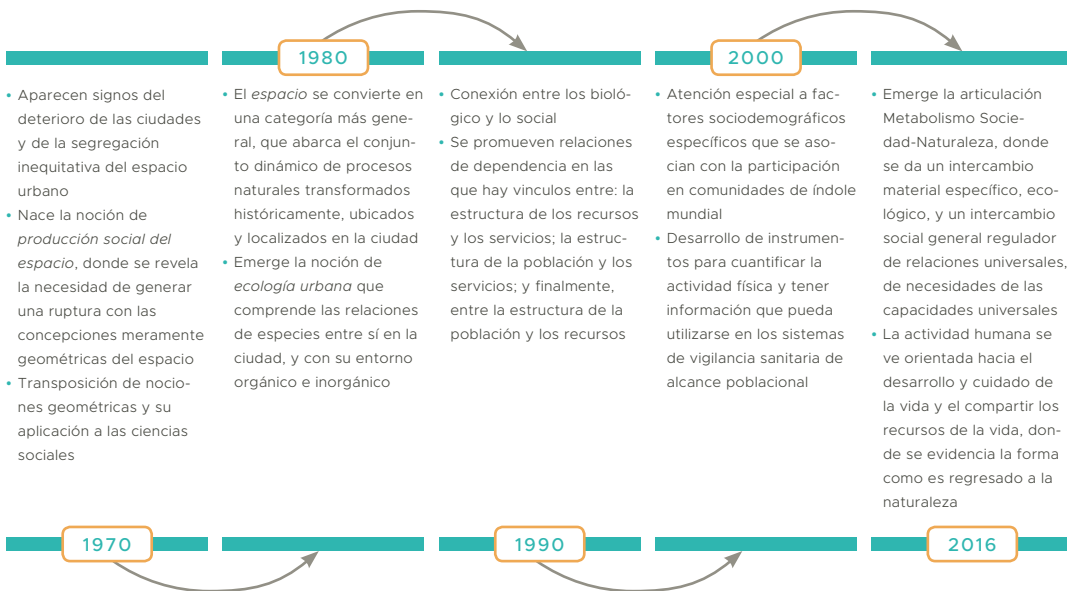 1970
• Aparecen signos del
deterioro de las ciudades
y de la segregación
inequitativa del espacio
urbano
• Nace la noción de
producción social del
espacio, donde se revela
la necesidad de generar
una ruptura con las
concepciones meramente
geométricas del espacio
• Transposición de nocio-
nes geométricas y su
aplicación a las ciencias
sociales
1980
• El espacio se convierte en
una categoría más gene-
ral, que abarca el conjun-
to dinámico de procesos
naturales transformados
históricamente, ubicados
y localizados en la ciudad
• Emerge la noción de
ecología urbana que
comprende las relaciones
de especies entre sí en la
ciudad, y con su entorno
orgánico e inorgánico
1990
• Conexión entre los bioló-
gico y lo social
• Se promueven relaciones
de dependencia en las
que hay vinculos entre: la
estructura de los recursos
y los servicios; la estruc-
tura de la población y los
servicios; y finalmente,
entre la estructura de la
población y los recursos
2000
• Atención especial a fac-
tores sociodemográficos
específicos que se aso-
cian con la participación
en comunidades de índole
mundial
• Desarrollo de instrumen-
tos para cuantificar la
actividad física y tener
información que pueda
utilizarse en los sistemas
de vigilancia sanitaria de
alcance poblacional
2016
• Emerge la articulación
Metabolismo Socie-
dad-Naturaleza, donde
se da un intercambio
material específico, eco-
lógico, y un intercambio
social general regulador
de relaciones universales,
de necesidades de las
capacidades universales
• La actividad humana se
ve orientada hacia el
desarrollo y cuidado de
la vida y el compartir los
recursos de la vida, don-
de se evidencia la forma
como es regresado a la
naturaleza